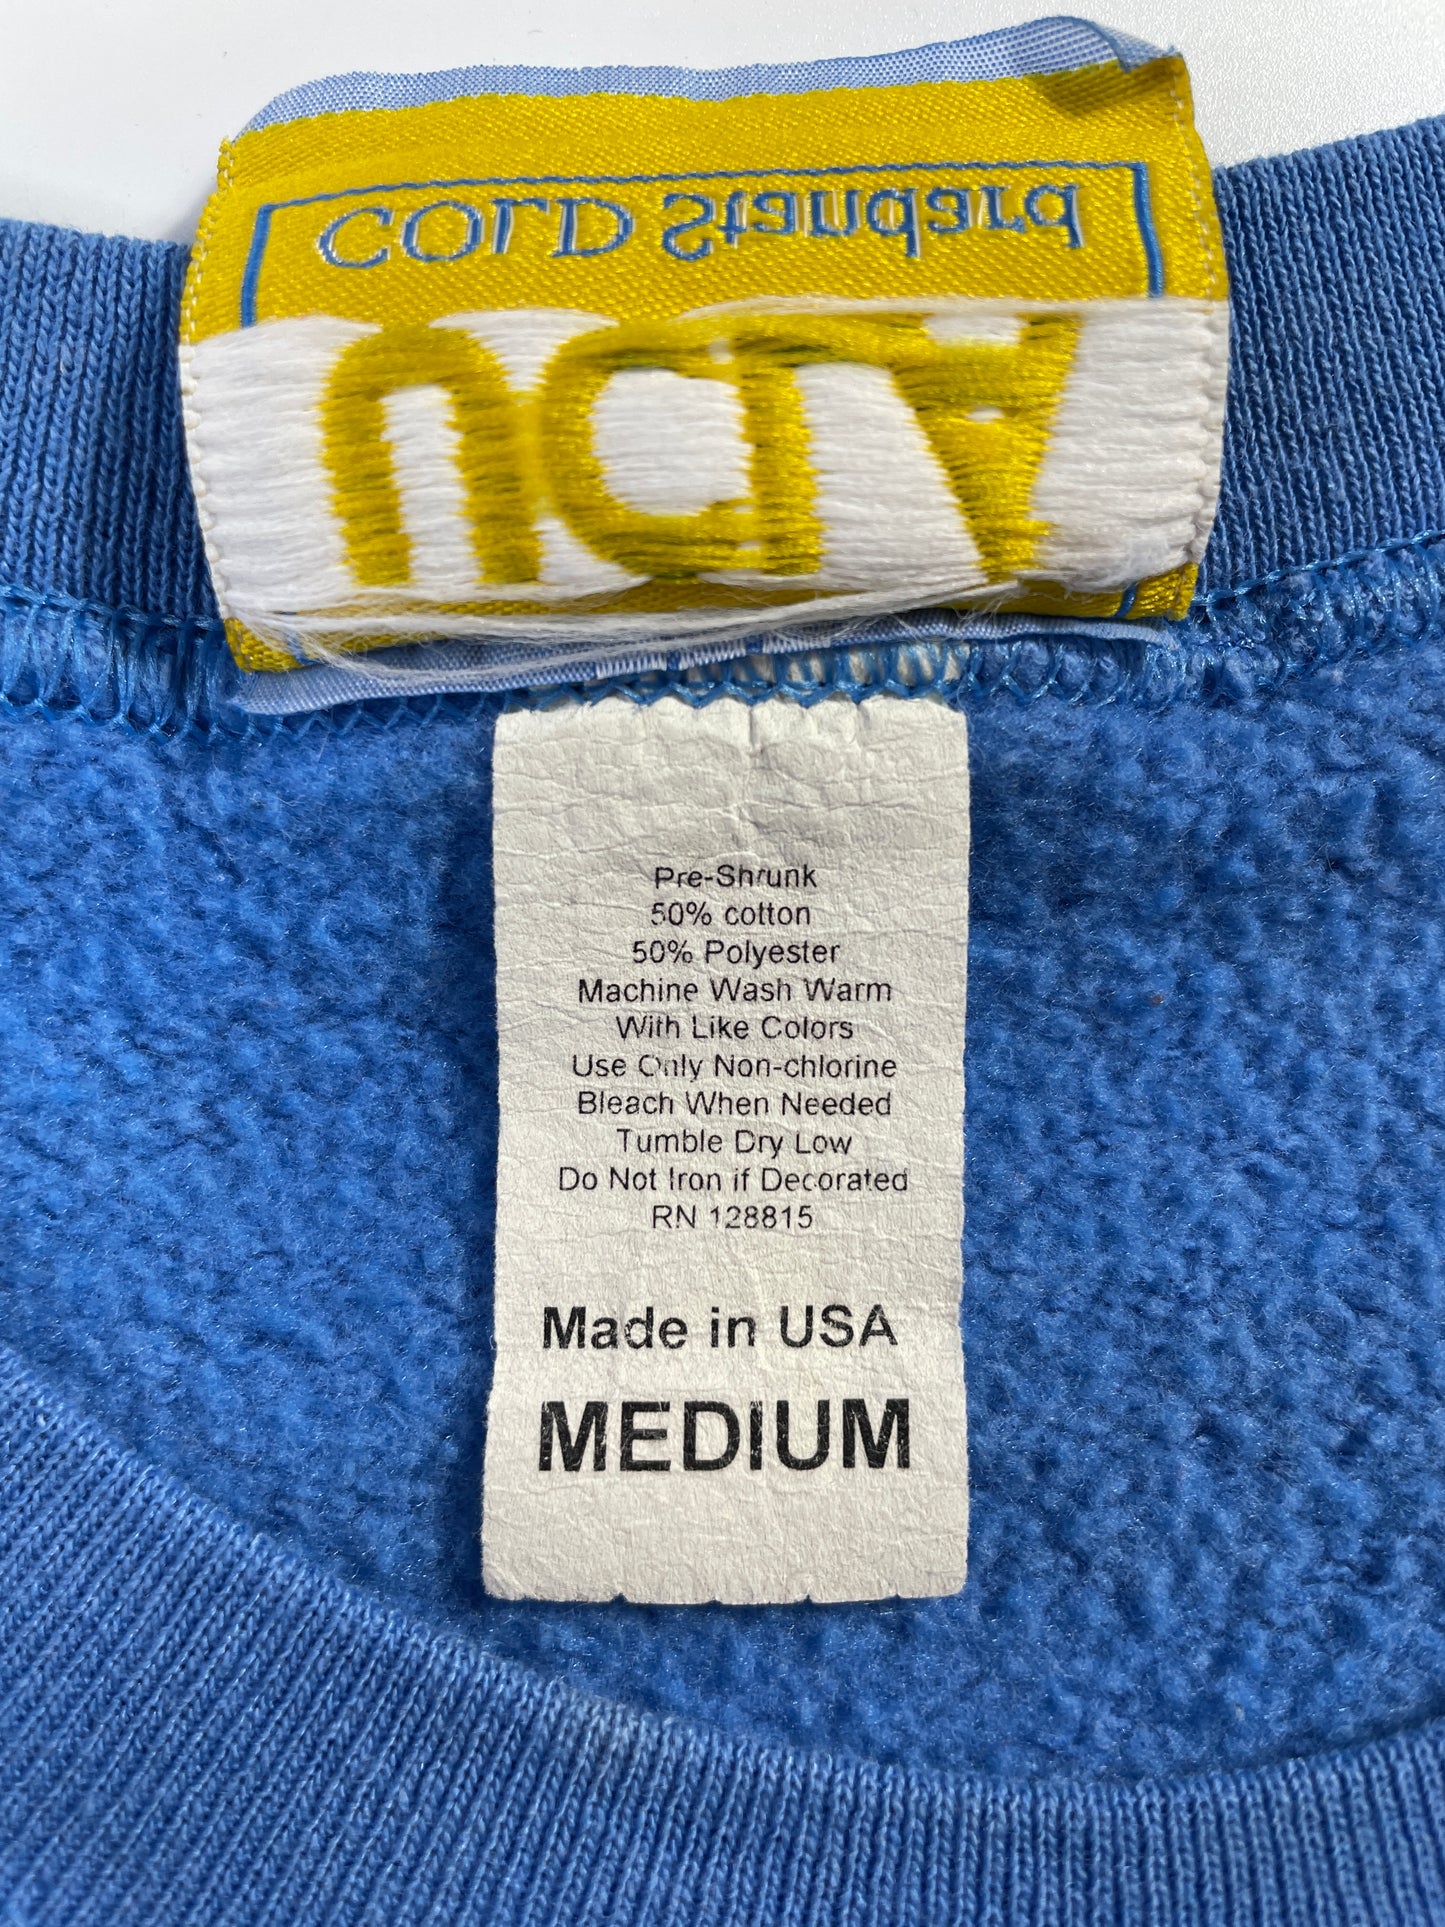 UCLA
GOLD Standard
Pre-Shrunk
50% cotton
50% Polyester
Machine Wash Warm
With Like Colors
Use Only Non-chlorine
Bleach When Needed
Tumble Dry Low
Do Not Iron if Decorated
RN 128815
Made in USA
MEDIUM